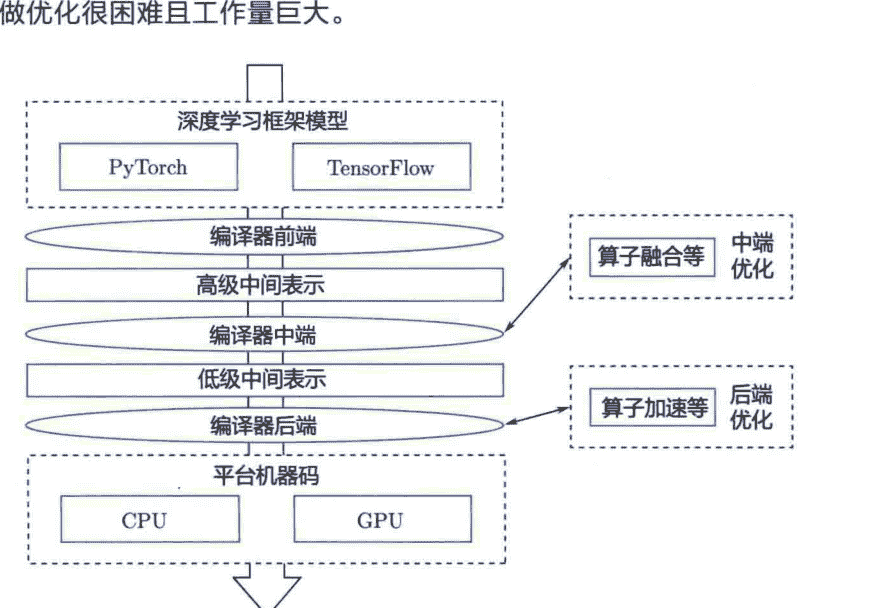 做优化很困难且工作量巨大。
深度学习框架模型
PyTorch
TensorFlow
编译器前端
高级中间表示
编译器中端
低级中间表示
编译器后端
平台机器码
CPU
GPU
算子融合等
中端
优化
算子加速等
后端
优化